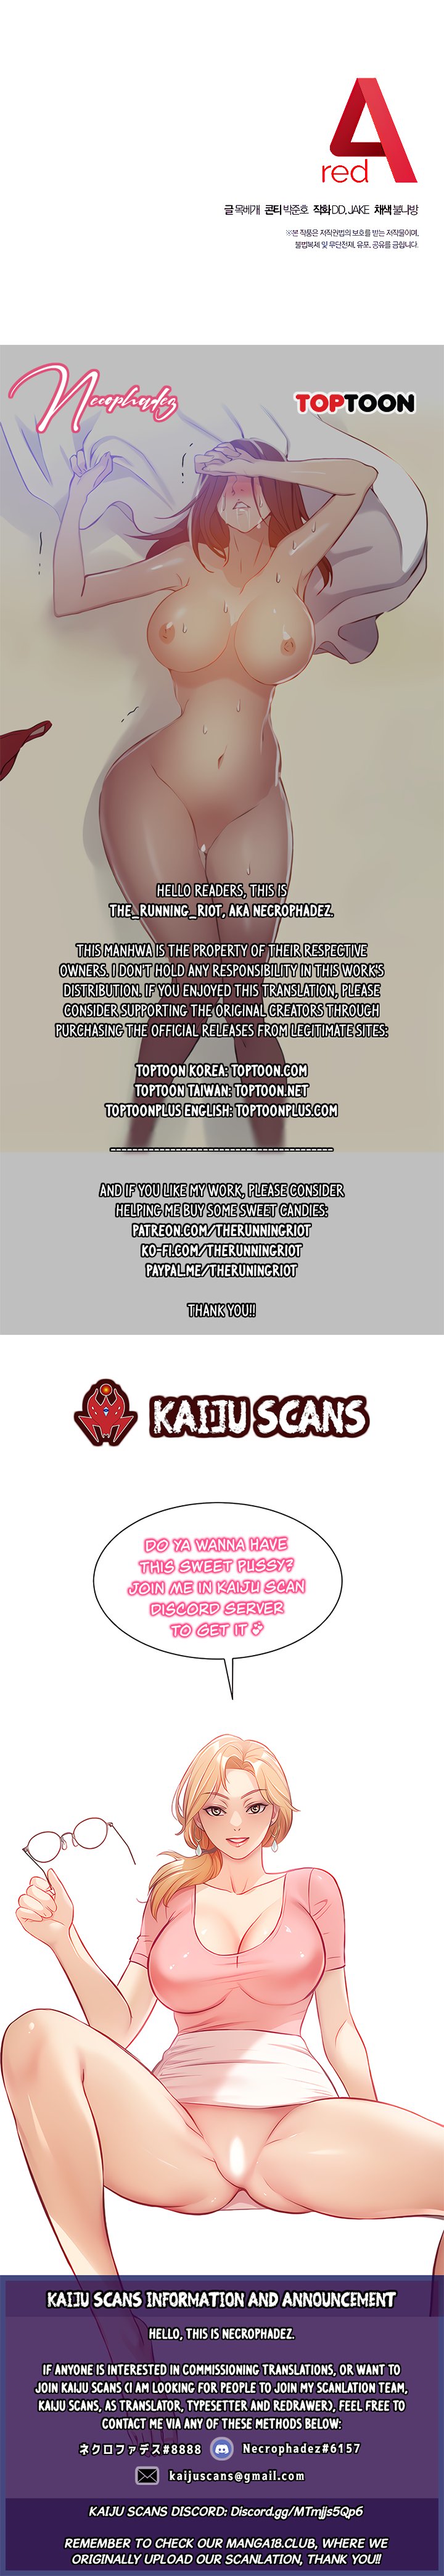 A
red
글 목베개 콘티 박준호 작화 DD, JAKE 채색 불나방
※본 작품은 저작권법의 보호를 받는 저작물이며,
불법복제 및 무단전재, 유포, 공유를 금합니다.
Necrophadez
TOPTOON
HELLO READERS, THIS IS
THE_RUNNING_RIOT, AKA NECROPHADEZ.
THIS MANHWA IS THE PROPERTY OF THEIR RESPECTIVE
OWNERS. I DON'T HOLD ANY RESPONSIBILITY IN THIS WORK'S
DISTRIBUTION. IF YOU ENJOYED THIS TRANSLATION, PLEASE
CONSIDER SUPPORTING THE ORIGINAL CREATORS THROUGH
PURCHASING THE OFFICIAL RELEASES FROM LEGITIMATE SITES:
TOPTOON KOREA: TOPTOON.COM
TOPTOON TAIWAN: TOPTOON.NET
TOPTOONPLUS ENGLISH: TOPTOONPLUS.COM
AND IF YOU LIKE MY WORK, PLEASE CONSIDER
HELPING ME BUY SOME SWEET CANDIES:
PATREON.COM/THERUNNINGRIOT
KO-FI.COM/THERUNNINGRIOT
PAYPAL.ME/THERUNINGRIOT
THANK YOU!!
KAIJU SCANS
DO YA WANNA HAVE
THIS SWEET PUSSY?
JOIN ME IN KAIJU SCAN
DISCORD SERVER
TO GET IT
KAIJU SCANS INFORMATION AND ANNOUNCEMENT
HELLO, THIS IS NECROPHADEZ.
IF ANYONE IS INTERESTED IN COMMISSIONING TRANSLATIONS, OR WANT TO
JOIN KAIJU SCANS (I AM LOOKING FOR PEOPLE TO JOIN MY SCANLATION TEAM,
KAIJU SCANS, AS TRANSLATOR, TYPESETTER AND REDRAWER), FEEL FREE TO
CONTACT ME VIA ANY OF THESE METHODS BELOW:
ネクロファデス#8888 Necrophadez#6157
kaijuscans@gmail.com
KAIJU SCANS DISCORD: Discord.gg/MTmjjs5Qp6
REMEMBER TO CHECK OUR MANGA18.CLUB, WHERE WE
ORIGINALLY UPLOAD OUR SCANLATION, THANK YOU!!